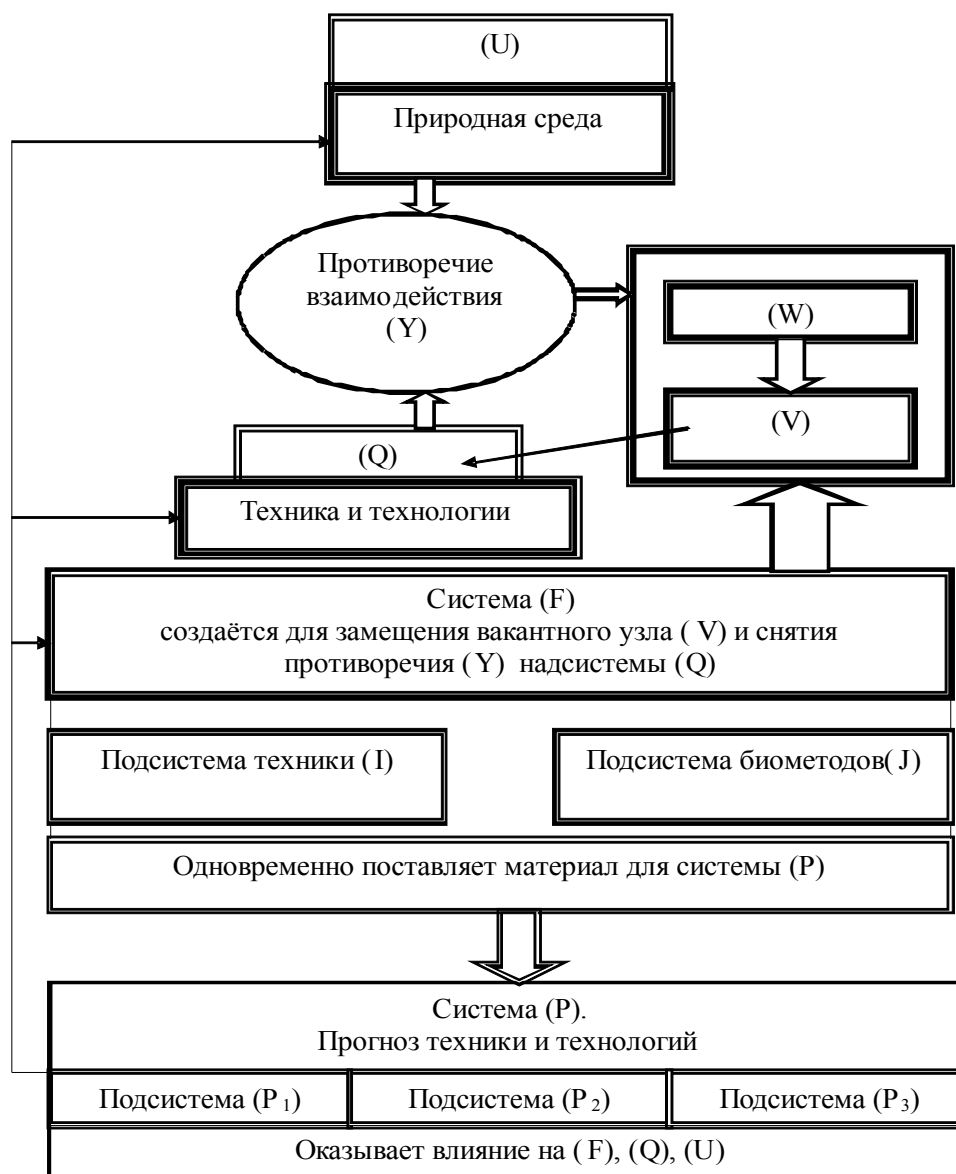 (U)
Природная среда
Противоречие
взаимодействия
(Y)
(W)
(V)
(Q)
Техника и технологии
Система (F)
создаётся для замещения вакантного узла (V) и снятия
противоречия (Y) надсистемы (Q)
Подсистема техники (I)
Подсистема биометодов(J)
Одновременно поставляет материал для системы (P)
Система (P).
Прогноз техники и технологий
Подсистема (P₁)
Подсистема (P₂)
Подсистема (P₃)
Оказывает влияние на (F), (Q), (U)